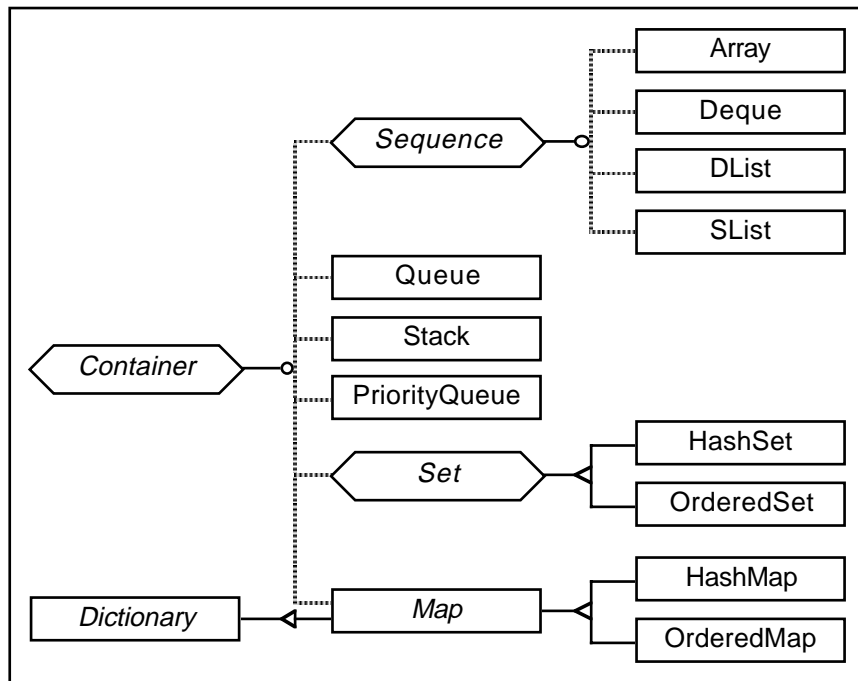 Array
Deque
Sequence
DList
SList
Queue
Stack
Container
PriorityQueue
HashSet
Set
OrderedSet
HashMap
Dictionary
Map
OrderedMap